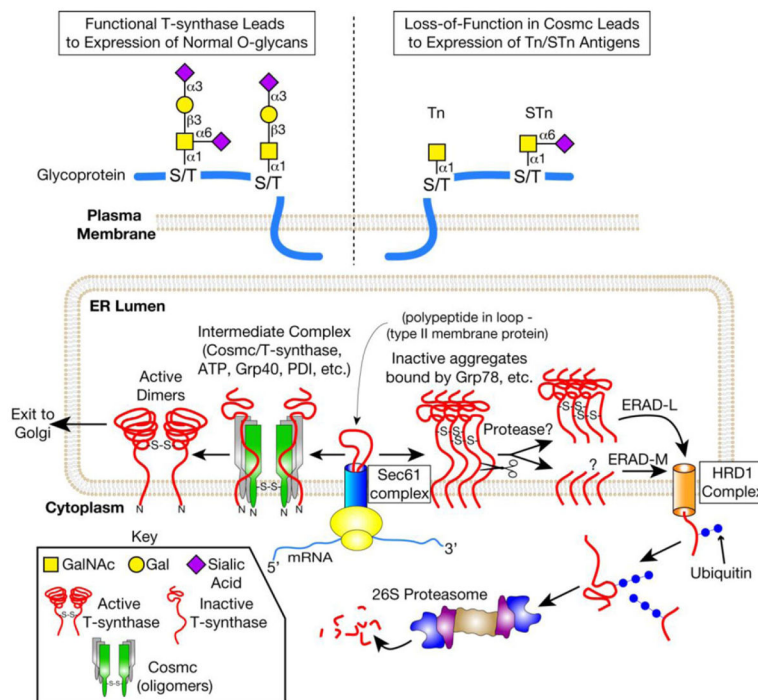 Functional T-synthase Leads
to Expression of Normal O-glycans
Loss-of-Function in Cosmc Leads
to Expression of Tn/STn Antigens
α3
β3
α6
α1
S/T
α3
β3
α1
S/T
Tn
α1
S/T
STn
α6
α1
S/T
Glycoprotein
Plasma
Membrane
ER Lumen
(polypeptide in loop -
(type II membrane protein)
Intermediate Complex
(Cosmc/T-synthase,
ATP, Grp40, PDI, etc.)
Active
Dimers
Inactive aggregates
bound by Grp78, etc.
Exit to
Golgi
-S-S-
-S-S-
Protease?
ERAD-L
ERAD-M
?
Sec61
complex
HRD1
Complex
Cytoplasm
N
N
N
N
N
N
5'
mRNA
3'
Ubiquitin
26S Proteasome
Key
GalNAc
Gal
Sialic
Acid
-S-S-
Active
T-synthase
Inactive
T-synthase
-S-S-
Cosmc
(oligomers)